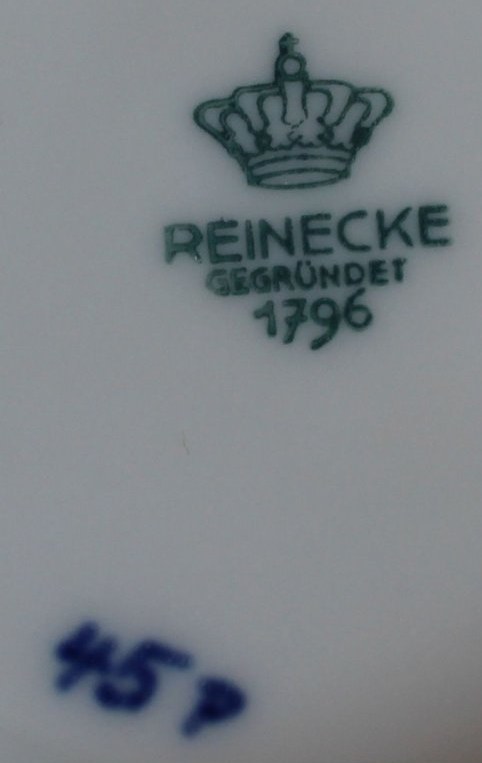 REINECKE
GEGRÜNDET
1796
45 P